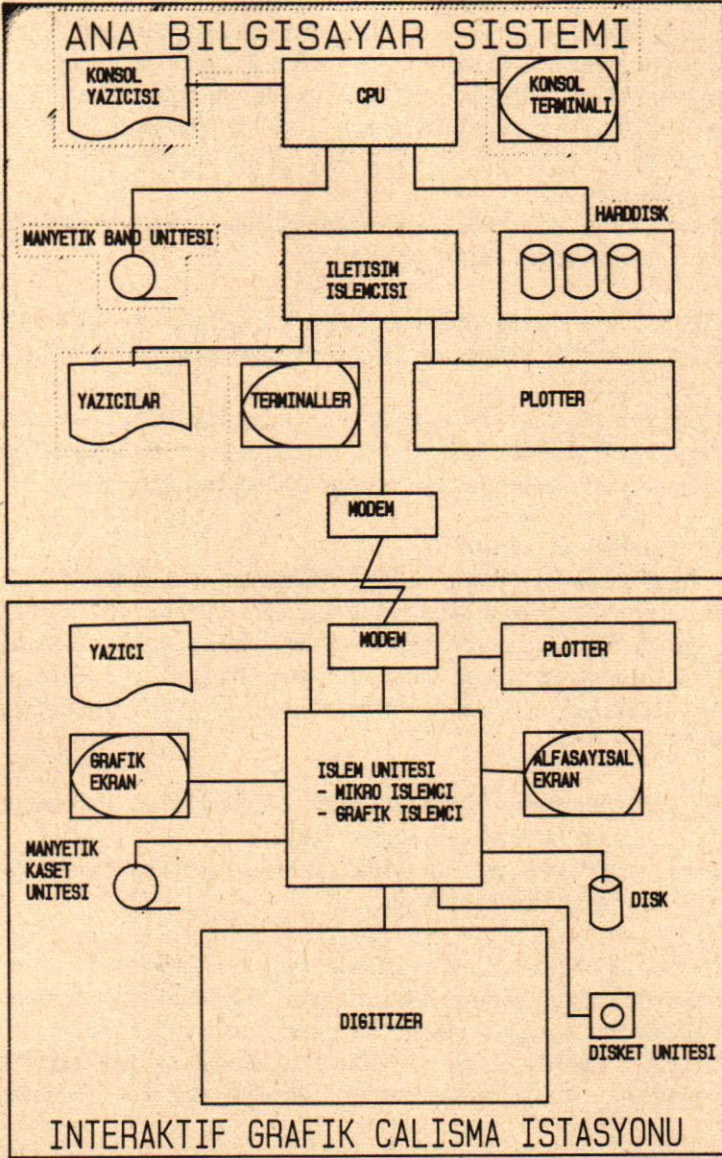 ANA BILGISAYAR SISTEMI
KONSOL
YAZICISI
CPU
KONSOL
TERMINALI
MANYETIK BAND UNITESI
HARDDISK
ILETISIM
ISLEMCISI
YAZICILAR
TERMINALLER
PLOTTER
MODEM
YAZICI
MODEM
PLOTTER
GRAFIK
EKRAN
ISLEM UNITESI
- MIKRO ISLEMCI
- GRAFIK ISLEMCI
ALFASAYISAL
EKRAN
MANYETIK
KASET
UNITESI
DISK
DIGITIZER
DISKET UNITESI
INTERAKTIF GRAFIK CALISMA ISTASYONU